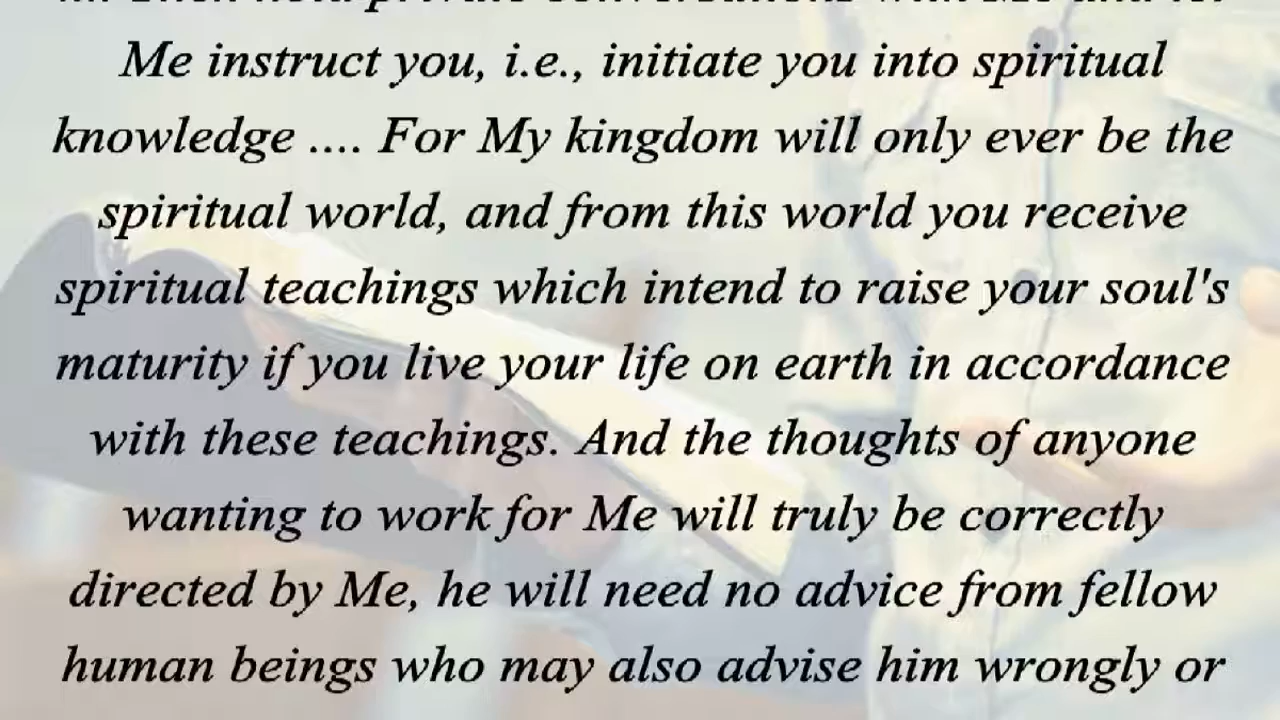 Me instruct you, i.e., initiate you into spiritual
knowledge .... For My kingdom will only ever be the
spiritual world, and from this world you receive
spiritual teachings which intend to raise your soul's
maturity if you live your life on earth in accordance
with these teachings. And the thoughts of anyone
wanting to work for Me will truly be correctly
directed by Me, he will need no advice from fellow
human beings who may also advise him wrongly or